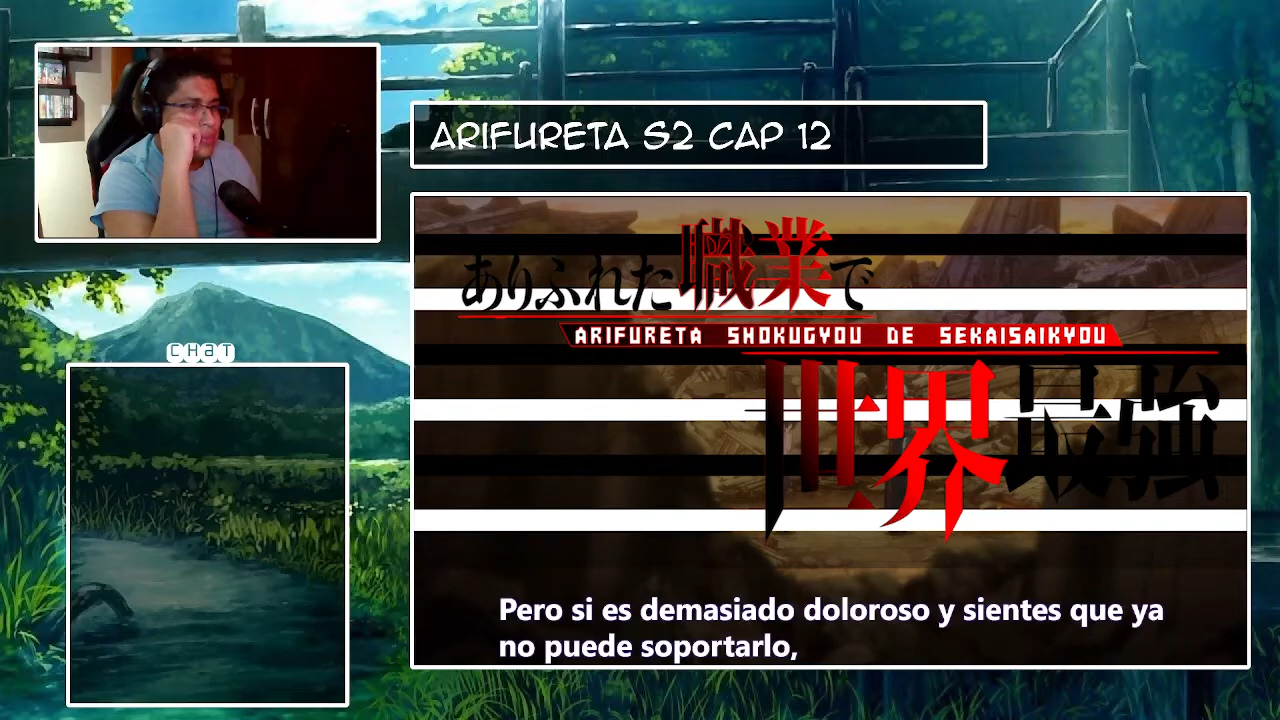 ARIFURETA S2 CAP 12
ありふれた職業で
ARIFURETA SHOKUGYOU DE SEKAISAIKYOU
世界最強
CHaT
Pero si es demasiado doloroso y sientes que ya
no puede soportarlo,